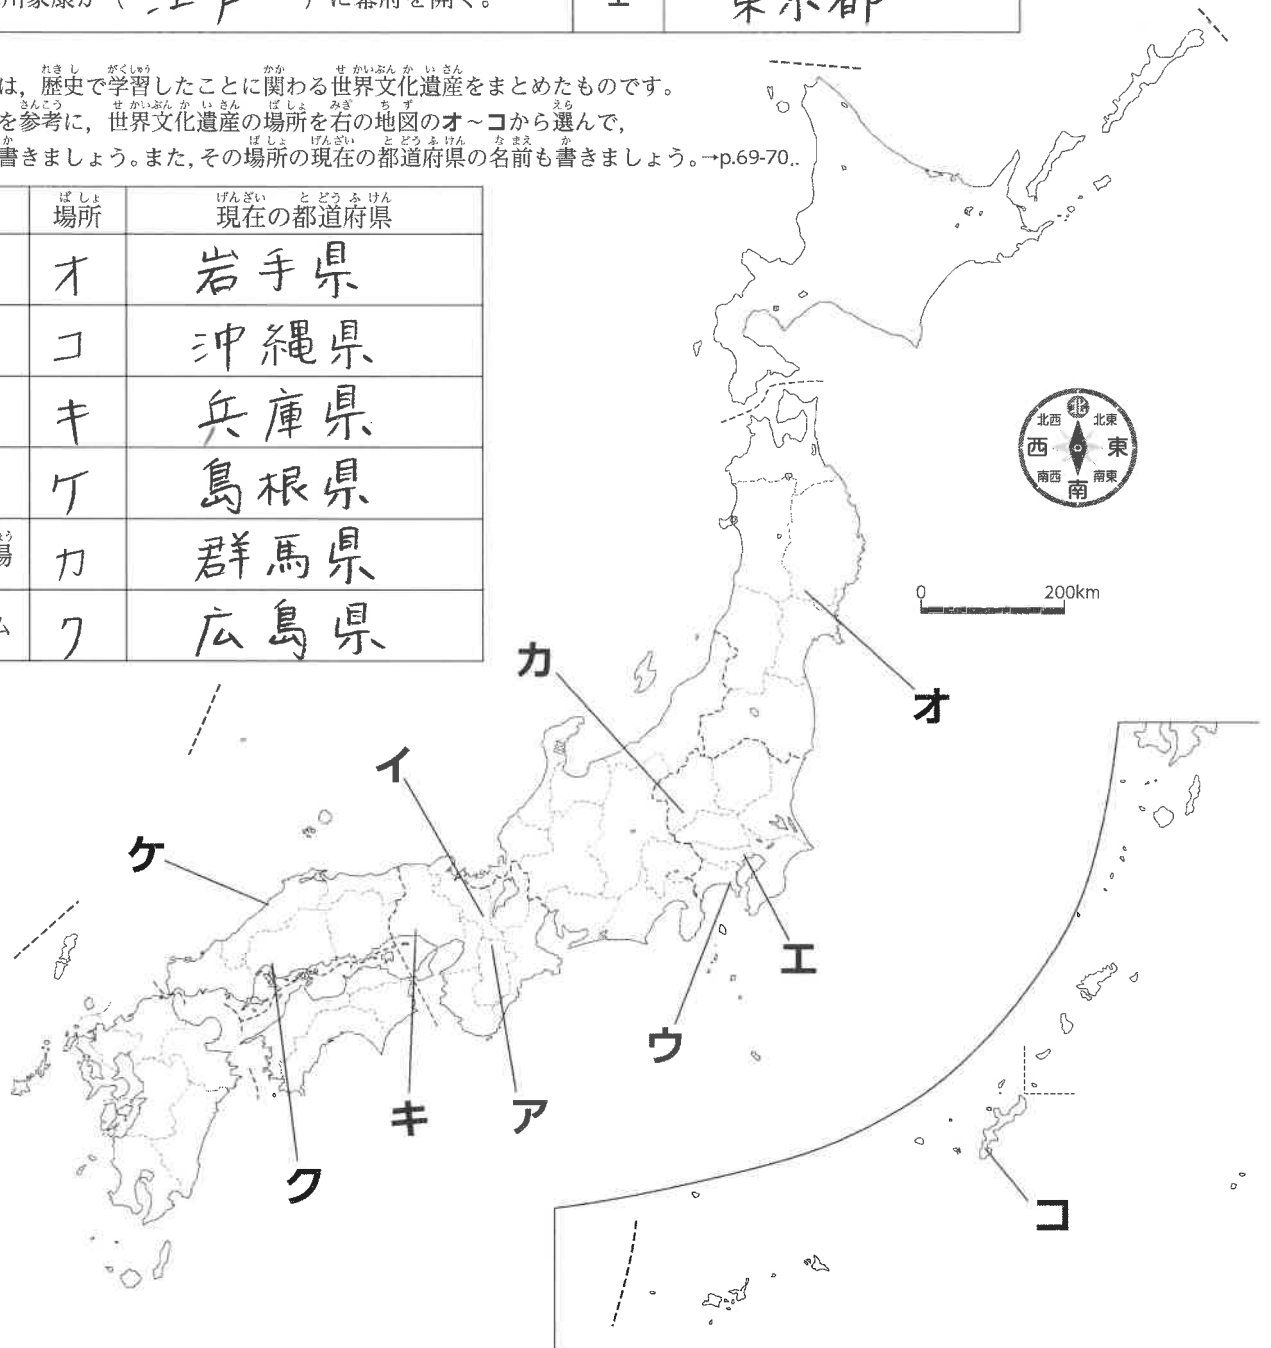 川家康が（江戸）に幕府を開く。 エ 東京都
は，歴史で学習したことに関わる世界文化遺産をまとめたものです。
を参考に，世界文化遺産の場所を右の地図のオ～コから選んで，
書きましょう。また，その場所の現在の都道府県の名前も書きましょう。→p.69-70
場所 現在の都道府県
オ 岩手県
コ 沖縄県
キ 兵庫県
ケ 島根県
場 カ 群馬県
ム ク 広島県
北
北西 北東
西 東
南西 南東
南
0 200km
カ
オ
イ
ケ
エ
ウ
キ
ア
ク
コ